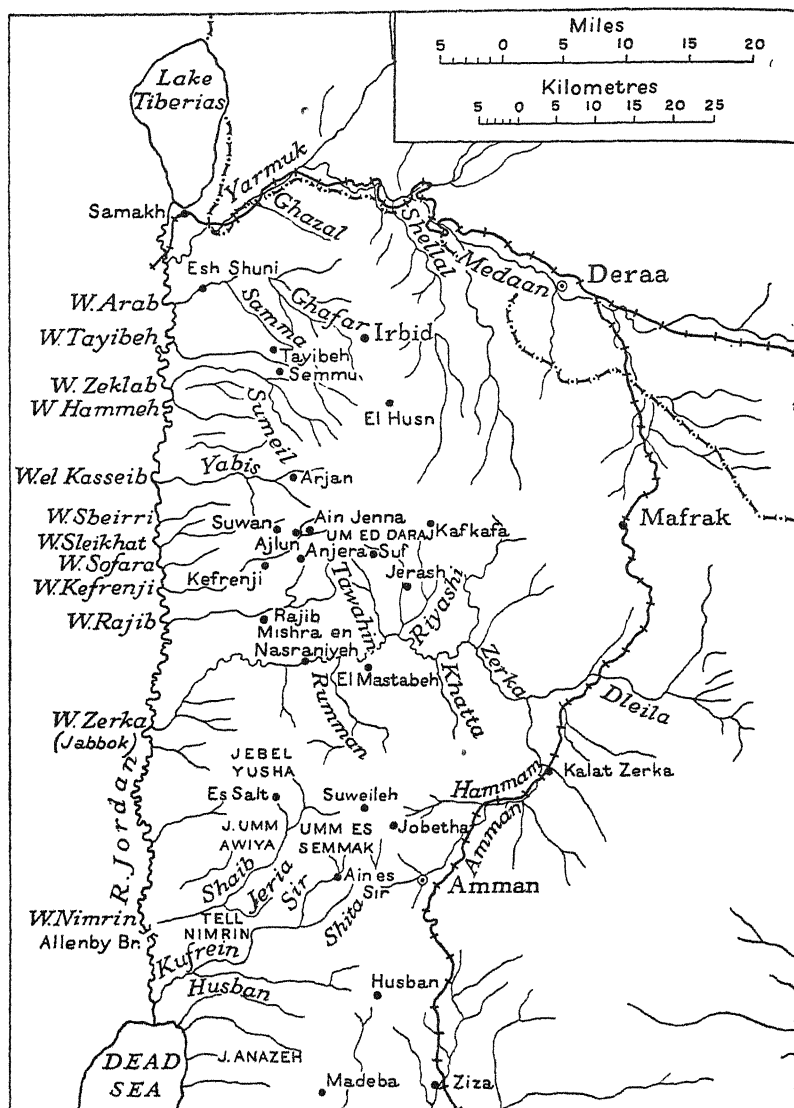 Miles
5 0 5 10 15 20
Kilometres
5 0 5 10 15 20 25
Lake
Tiberias
Yarmuk
Samakh
Ghazal
Shellal
Medaan
Deraa
Esh Shuni
W. Arab
Samma
Ghafar
Irbid
W. Tayibeh
Tayibeh
Semmu
W. Zeklab
W Hammeh
El Husn
Sumeil
Yabis
W. el Kasseib
Arjan
W. Sbeirri
Suwan
Ain Jenna
UM ED DARAJ
Kafkafa
Mafrak
W. Sleikhat
Ajlun
Anjera
Suf
W. Sofara
Kefrenji
Jerash
W. Kefrenji
Tawahin
Riyashi
W. Rajib
Rajib
Mishra en
Nasraniyeh
El Mastabeh
Zerka
Rumman
Khatta
Dleila
W. Zerka
(Jabbok)
R. Jordan
JEBEL
YUSHA
Hammam
Kalat Zerka
Es Salt
Suweileh
J. UMM
AWIYA
UMM ES
SEMMAK
Jobetha
Amman
Shaib
Jeria
Sir
Ain es
Sir
Amman
Shita
W. Nimrin
Allenby Br.
TELL
NIMRIN
Kufrein
Husban
Husban
DEAD
SEA
J. ANAZEH
Madeba
Ziza